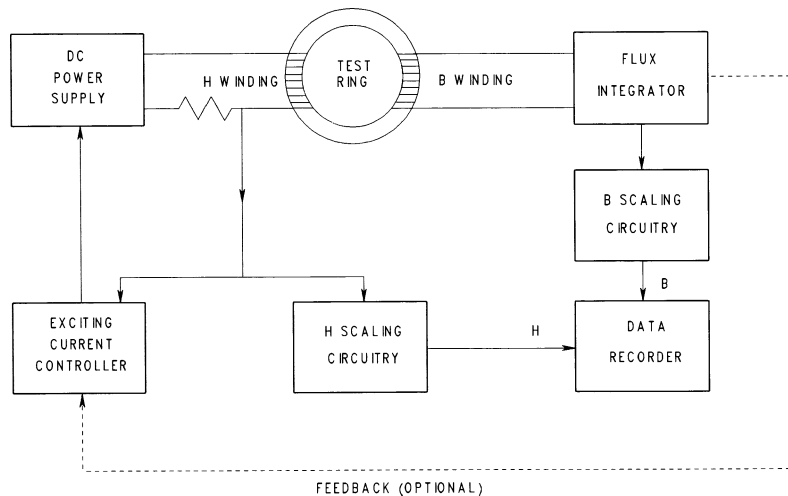 DC
POWER
SUPPLY
H WINDING
TEST
RING
B WINDING
FLUX
INTEGRATOR
B SCALING
CIRCUITRY
B
EXCITING
CURRENT
CONTROLLER
H SCALING
CIRCUITRY
H
DATA
RECORDER
FEEDBACK (OPTIONAL)